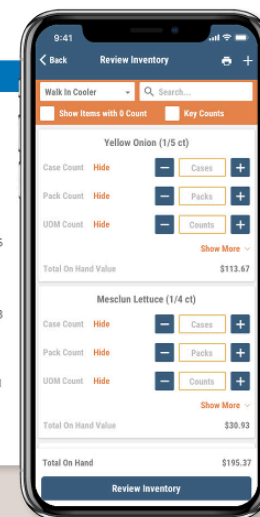 9:41
Back Review Inventory
Walk In Cooler Search...
Show Items with 0 Count Key Counts
Yellow Onion (1/5 ct)
Case Count Hide Cases
Pack Count Hide Packs
UOM Count Hide Counts
Show More
Total On Hand Value $113.67
Mesclun Lettuce (1/4 ct)
Case Count Hide Cases
Pack Count Hide Packs
UOM Count Hide Counts
Show More
Total On Hand Value $30.93
Total On Hand $195.37
Review Inventory